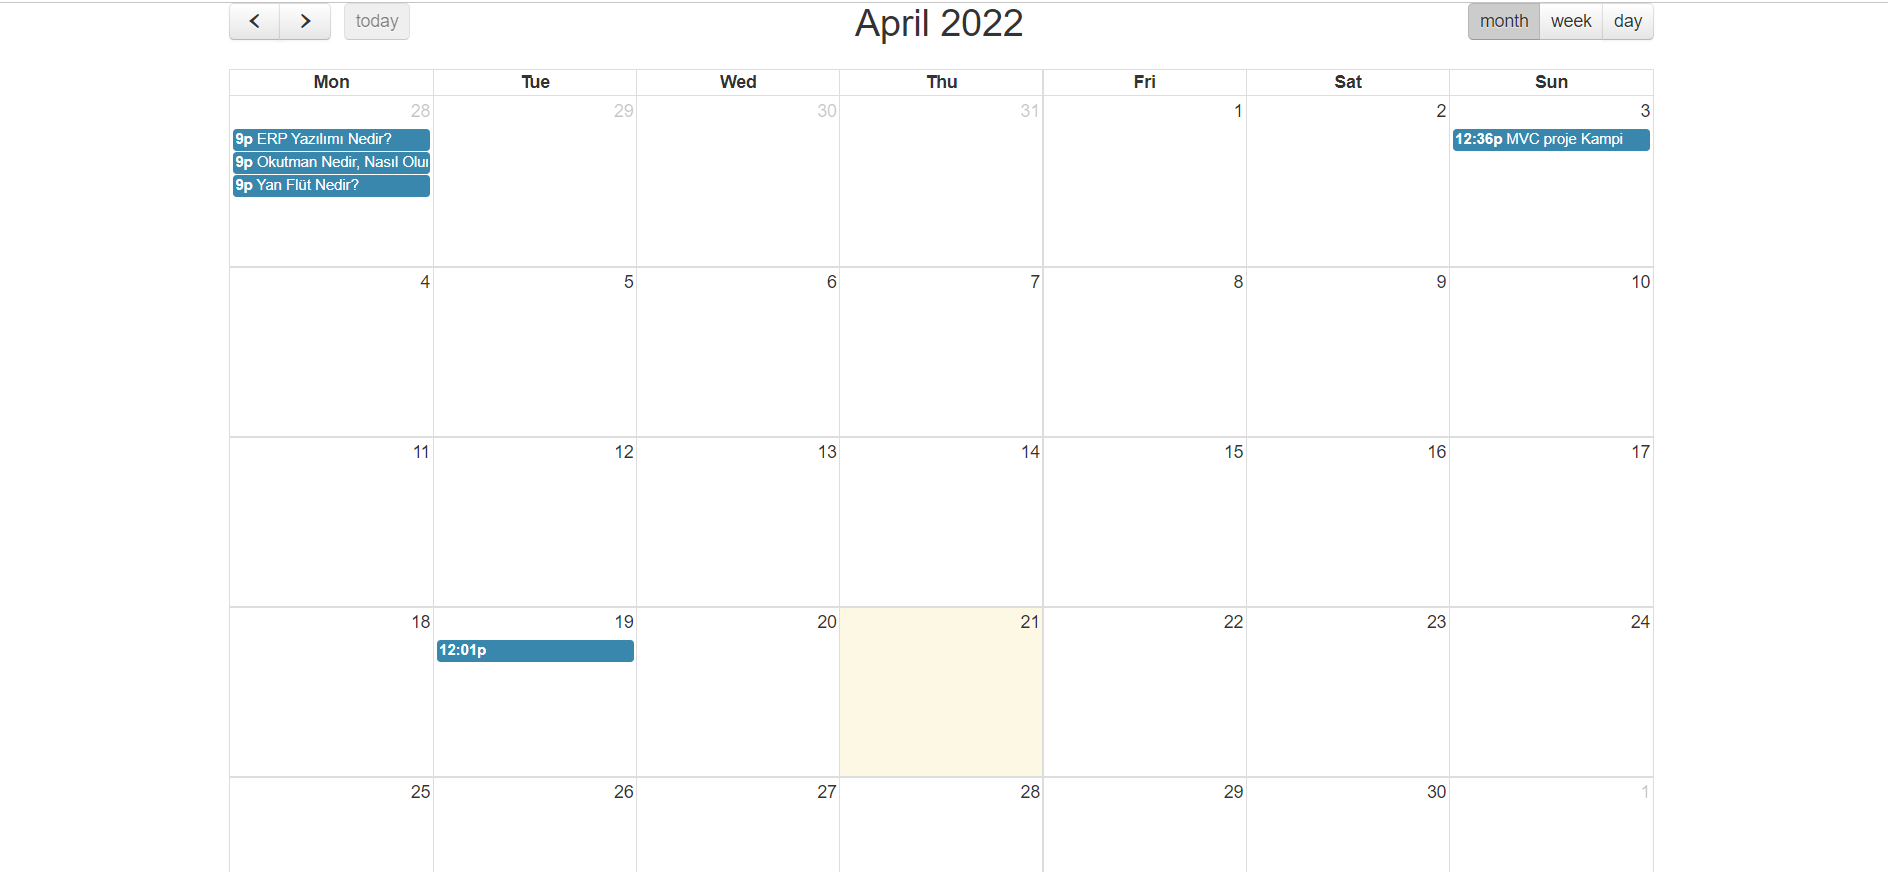 today
April 2022
month week day
Mon Tue Wed Thu Fri Sat Sun
28 29 30 31 1 2 3
9p ERP Yazılımı Nedir?
12:36p MVC proje Kampi
9p Okutman Nedir, Nasıl
9p Yan Flüt Nedir?
4 5 6 7 8 9 10
11 12 13 14 15 16 17
18 19 20 21 22 23 24
12:01p
25 26 27 28 29 30 1